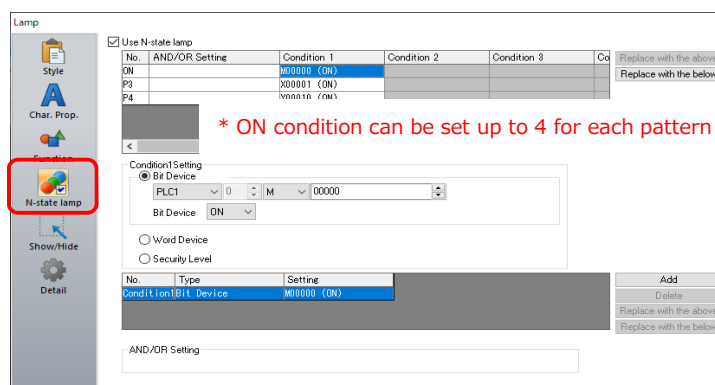 Lamp
Style
Char. Prop.
Function
N-state lamp
Show/Hide
Detail
Use N-state lamp
No. AND/OR Setting Condition 1 Condition 2 Condition 3 Co
ON M00000 (ON)
P3 X00001 (ON)
P4 Y00010 (ON)
Replace with the above
Replace with the below
* ON condition can be set up to 4 for each pattern
Condition1Setting
Bit Device
PLC1 0 M 00000
Bit Device ON
Word Device
Security Level
No. Type Setting
Condition1 Bit Device M00000 (ON)
Add
Delete
Replace with the above
Replace with the below
AND/OR Setting